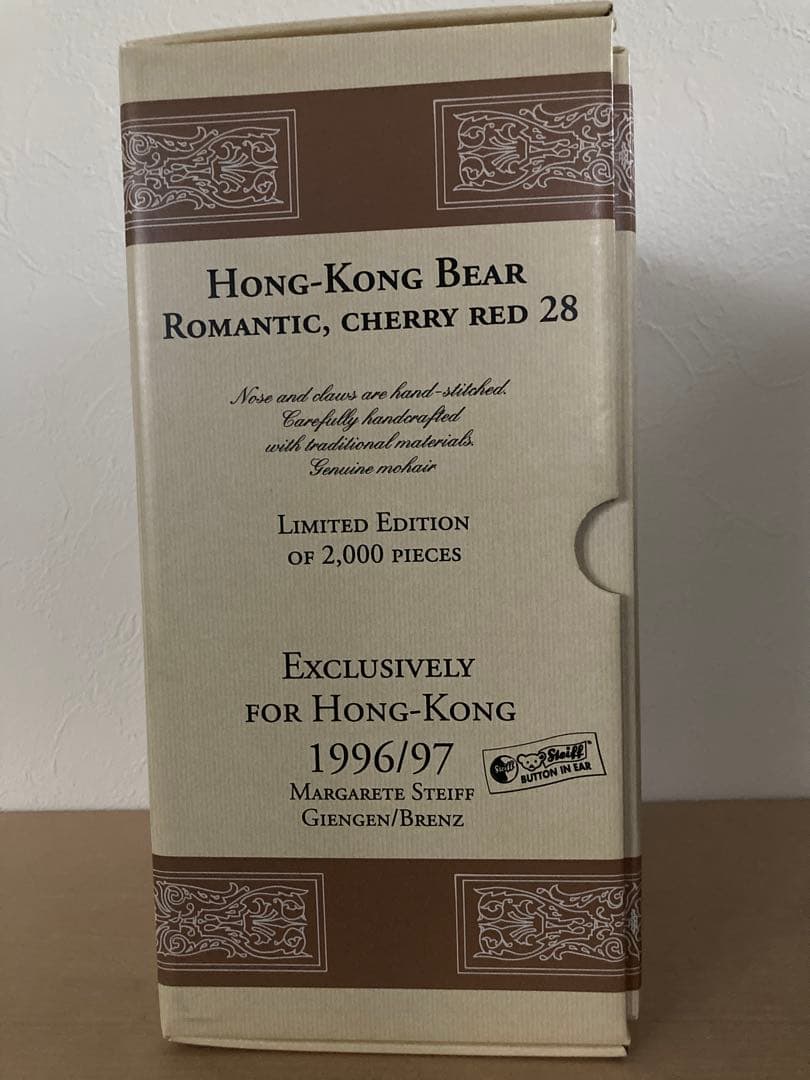 HONG-KONG BEAR
ROMANTIC, CHERRY RED 28
Nose and claws are hand-stitched.
Carefully handcrafted
with traditional materials.
Genuine mohair
LIMITED EDITION
OF 2,000 PIECES
EXCLUSIVELY
FOR HONG-KONG
1996/97
MARGARETE STEIFF
GIENGEN/BRENZ
Steiff Steiff™
BUTTON IN EAR